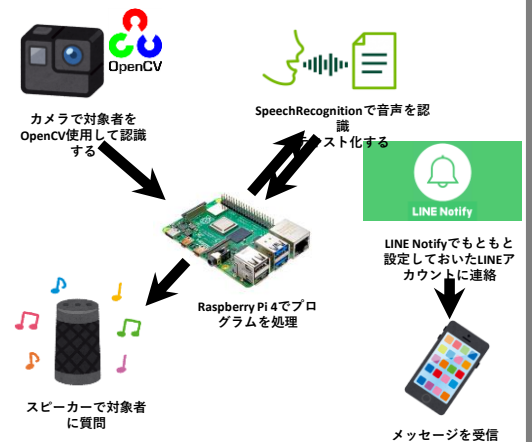 OpenCV
カメラで対象者を
OpenCV使用して認識
する
SpeechRecognitionで音声を認
識
テキスト化する
LINE Notify
LINE Notifyでもともと
設定しておいたLINEア
カウントに連絡
Raspberry Pi 4でプロ
グラムを処理
スピーカーで対象者
に質問
メッセージを受信